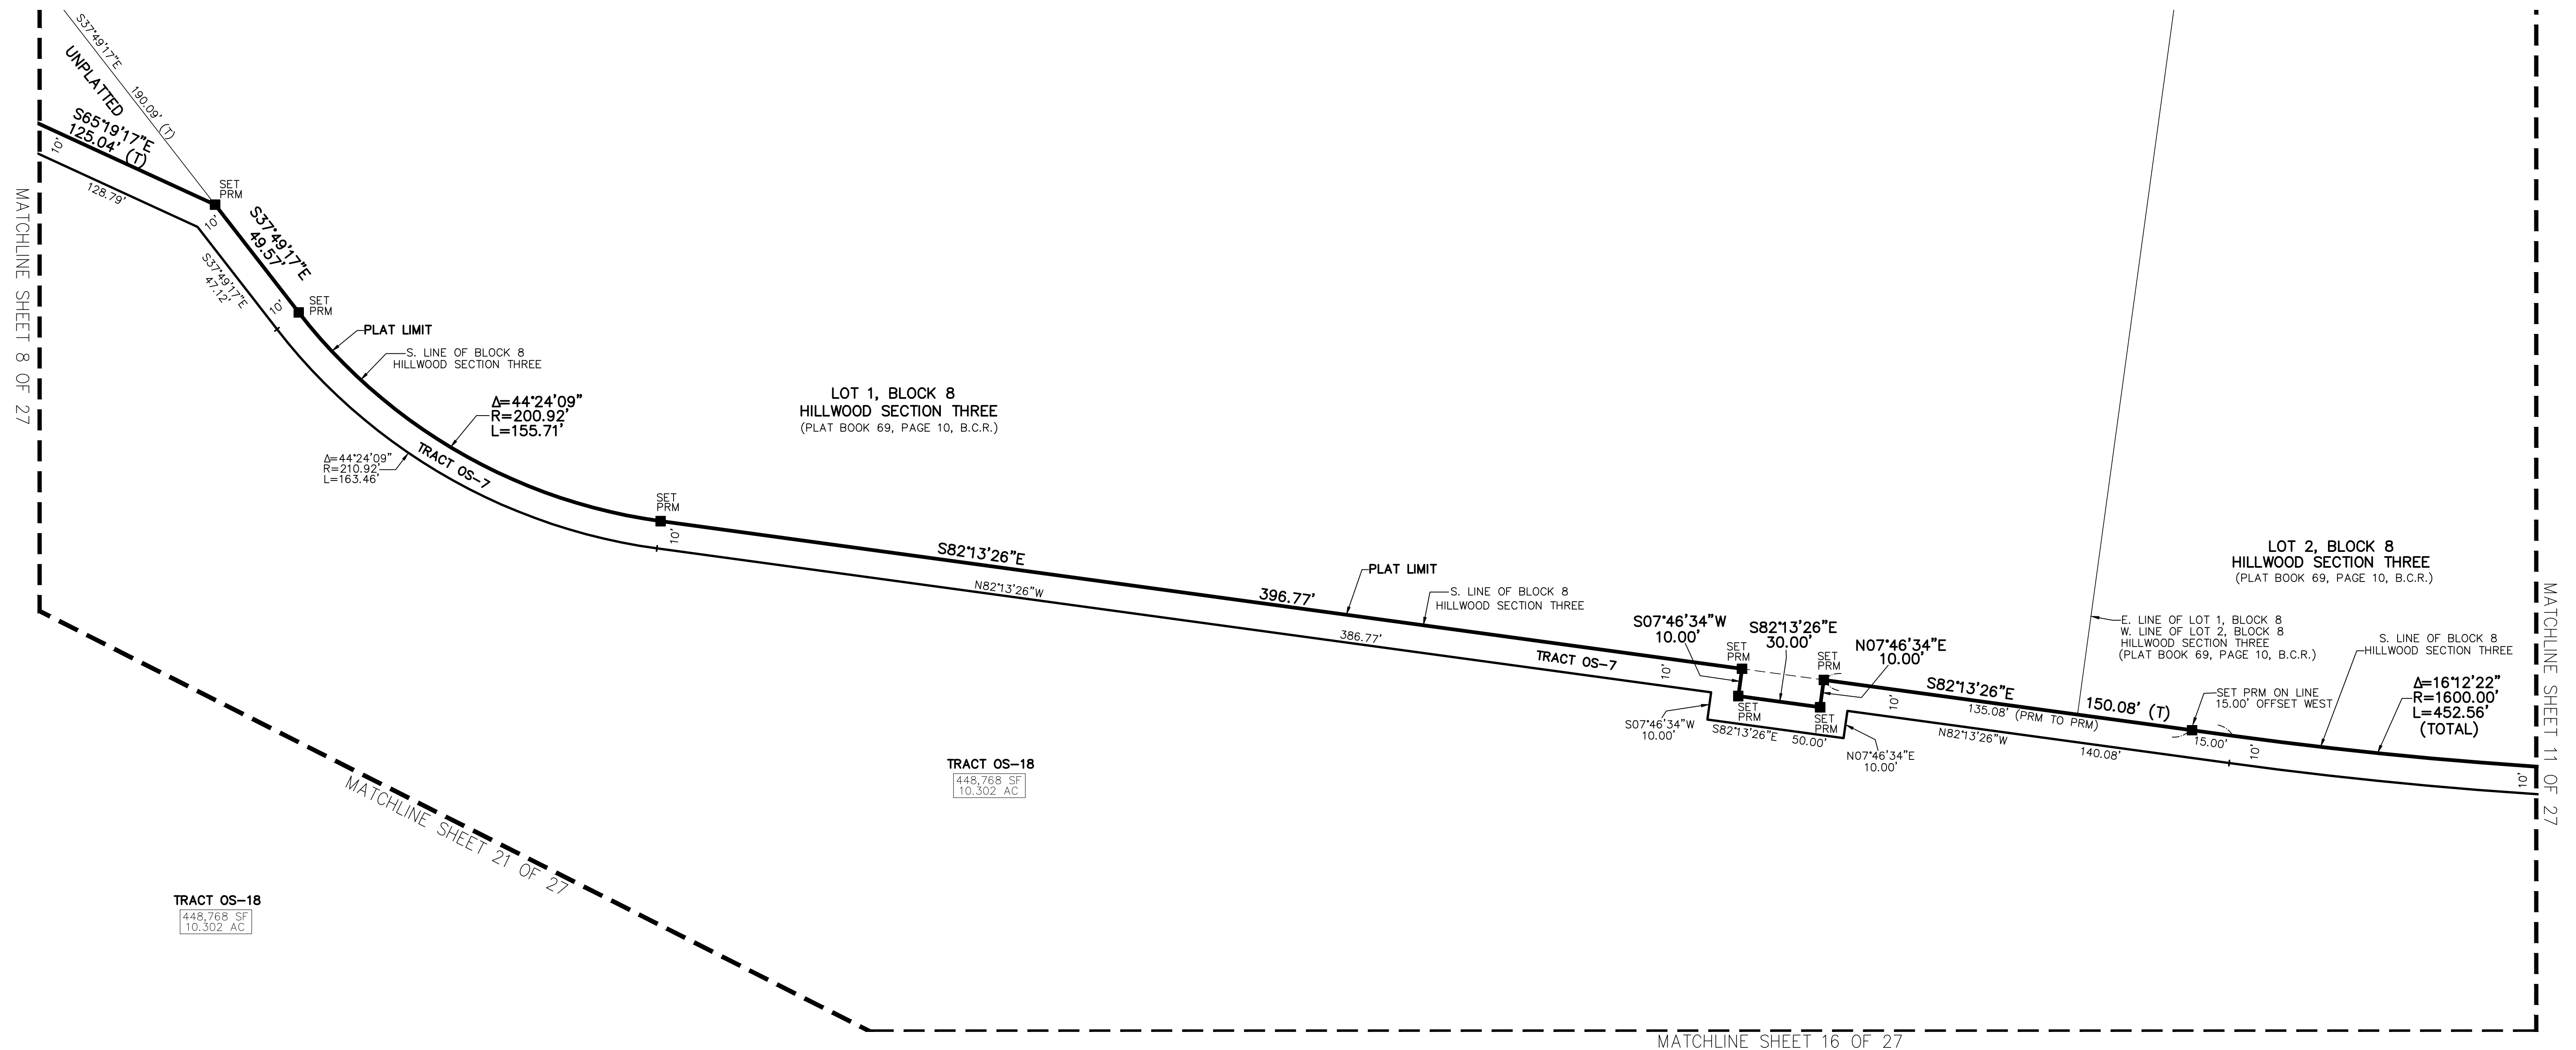 S37°49'17"E
190.09' (T)
UNPLATTED
S65°19'17"E
125.04' (T)
10'
128.79'
SET
PRM
10'
S37°49'17"E
49.57'
S37°49'17"E
47.12'
10'
SET
PRM
PLAT LIMIT
S. LINE OF BLOCK 8
HILLWOOD SECTION THREE
Δ=44°24'09"
R=200.92'
L=155.71'
Δ=44°24'09"
R=210.92'
L=163.46'
TRACT OS-7
LOT 1, BLOCK 8
HILLWOOD SECTION THREE
(PLAT BOOK 69, PAGE 10, B.C.R.)
SET
PRM
10'
S82°13'26"E
396.77'
N82°13'26"W
386.77'
PLAT LIMIT
S. LINE OF BLOCK 8
HILLWOOD SECTION THREE
TRACT OS-7
10'
S07°46'34"W
10.00'
S82°13'26"E
30.00'
N07°46'34"E
10.00'
SET
PRM
SET
PRM
SET
PRM
SET
PRM
S07°46'34"W
10.00'
S82°13'26"E
50.00'
N07°46'34"E
10.00'
10'
S82°13'26"E
150.08' (T)
135.08' (PRM TO PRM)
N82°13'26"W
140.08'
15.00'
10'
LOT 2, BLOCK 8
HILLWOOD SECTION THREE
(PLAT BOOK 69, PAGE 10, B.C.R.)
E. LINE OF LOT 1, BLOCK 8
W. LINE OF LOT 2, BLOCK 8
HILLWOOD SECTION THREE
(PLAT BOOK 69, PAGE 10, B.C.R.)
S. LINE OF BLOCK 8
HILLWOOD SECTION THREE
SET PRM ON LINE
15.00' OFFSET WEST
Δ=16°12'22"
R=1600.00'
L=452.56'
(TOTAL)
10'
TRACT OS-18
448,768 SF
10.302 AC
TRACT OS-18
448,768 SF
10.302 AC
MATCHLINE SHEET 8 OF 27
MATCHLINE SHEET 21 OF 27
MATCHLINE SHEET 16 OF 27
MATCHLINE SHEET 11 OF 27